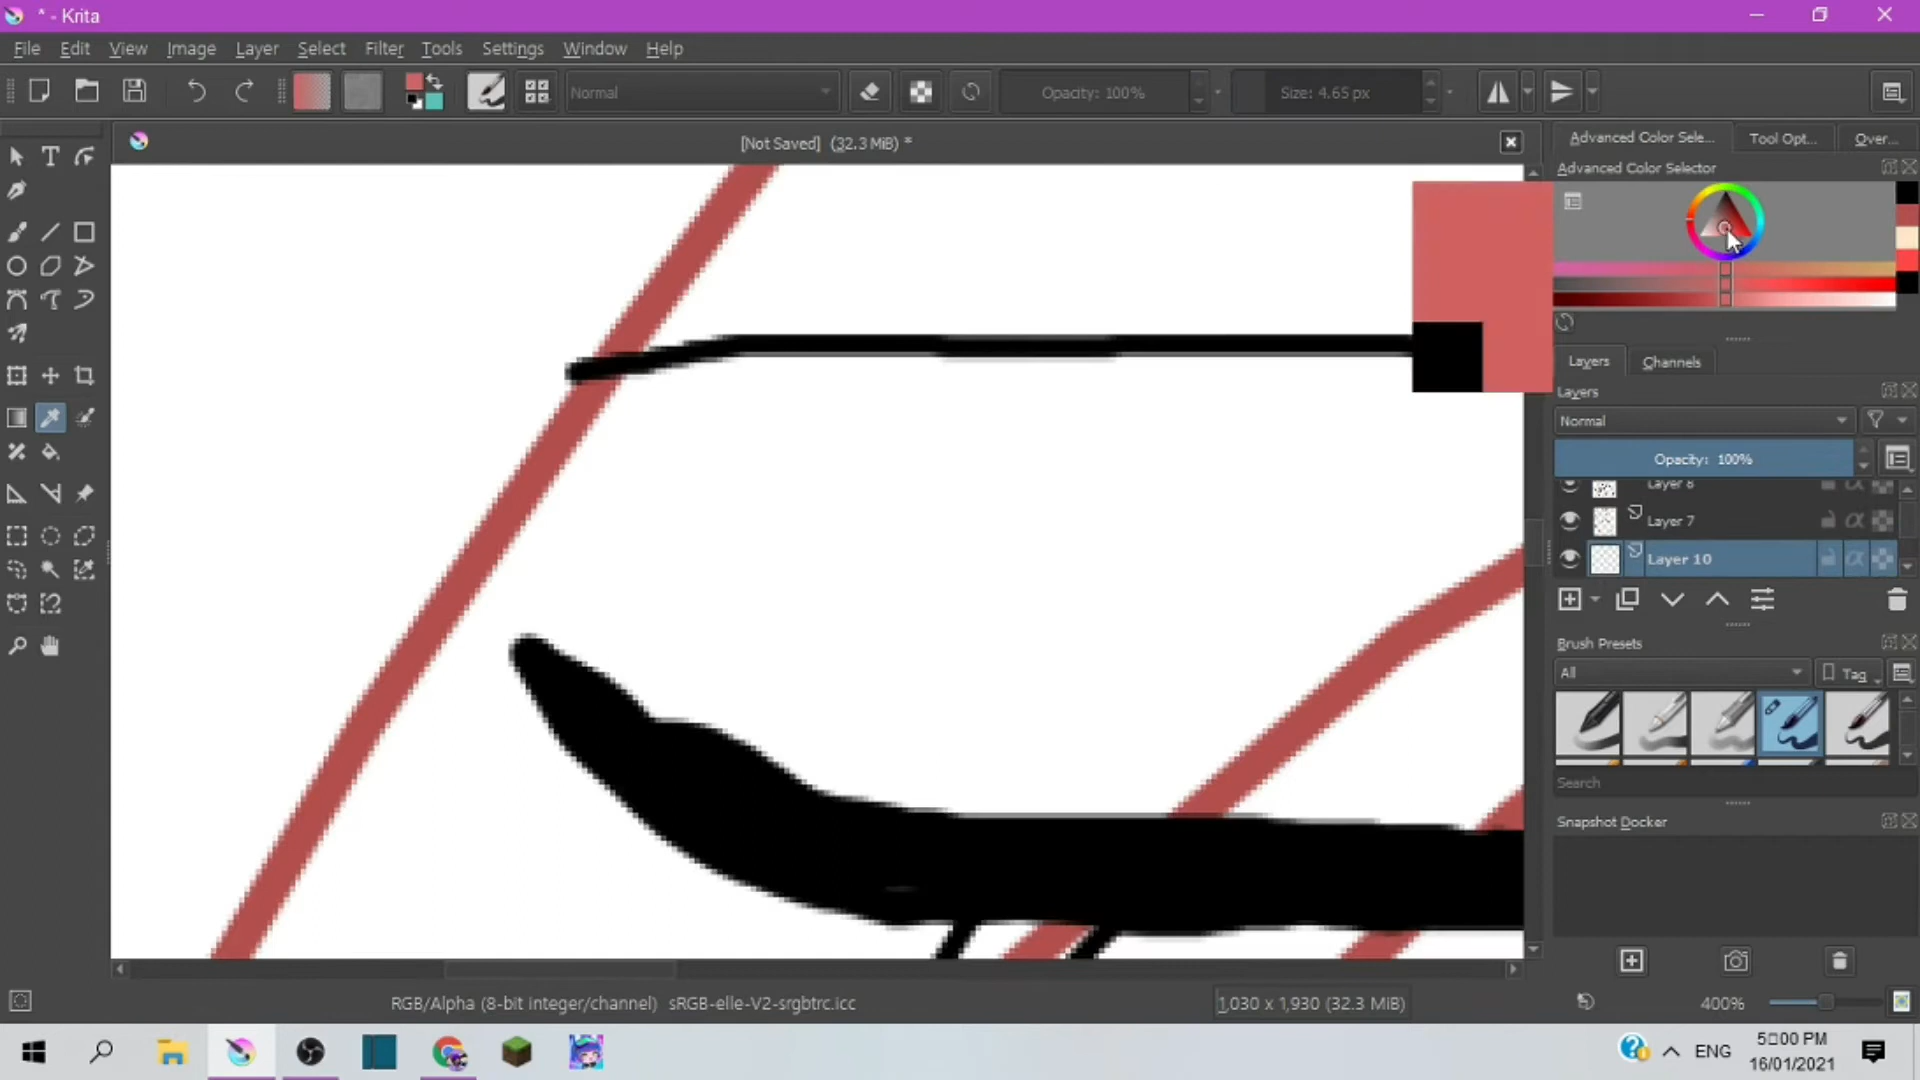 * - Krita
File Edit View Image Layer Select Filter Tools Settings Window Help
Normal
Opacity: 100%
Size: 4.65 px
[Not Saved] (32.3 MiB) *
Advanced Color Sele... Tool Opt... Over...
Advanced Color Selector
Layers Channels
Layers
Normal
Opacity: 100%
Layer 8
Layer 7
Layer 10
Brush Presets
All
Tag
Search
Snapshot Docker
RGB/Alpha (8-bit integer/channel) sRGB-elle-V2-srgbtrc.icc
1,030 x 1,930 (32.3 MiB)
400%
ENG
5▯00 PM
16/01/2021